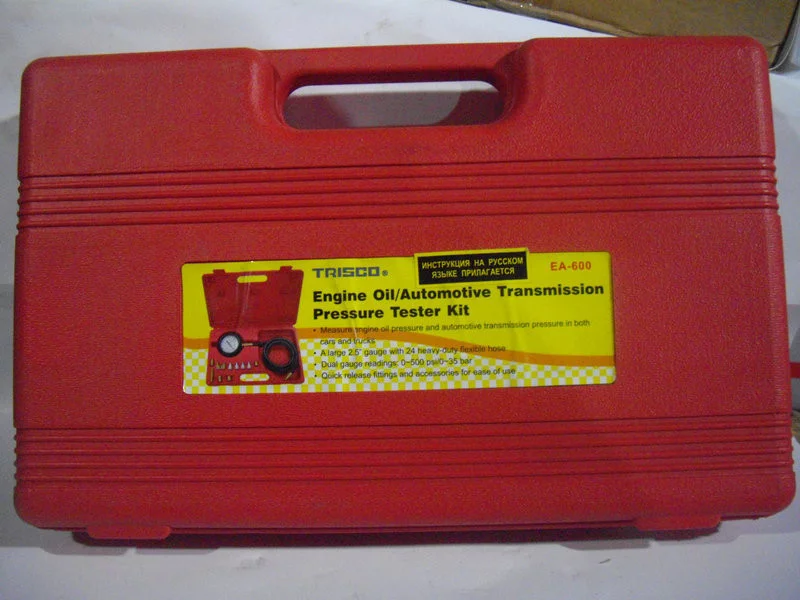 TRISCO®
ИНСТРУКЦИЯ НА РУССКОМ
ЯЗЫКЕ ПРИЛАГАЕТСЯ
EA-600
Engine Oil/Automotive Transmission
Pressure Tester Kit
• Measure engine oil pressure and automotive transmission pressure in both
cars and trucks
• A large 2.5" gauge with 24 heavy-duty flexible hose
• Dual gauge readings: 0~500 psi/0~35 bar
• Quick release fittings and accessories for ease of use